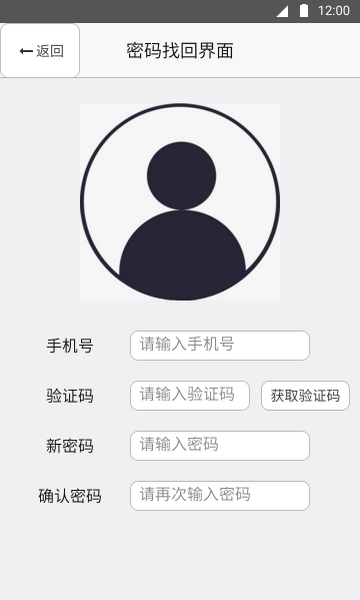 12:00
返回
密码找回界面
手机号 请输入手机号
验证码 请输入验证码 获取验证码
新密码 请输入密码
确认密码 请再次输入密码